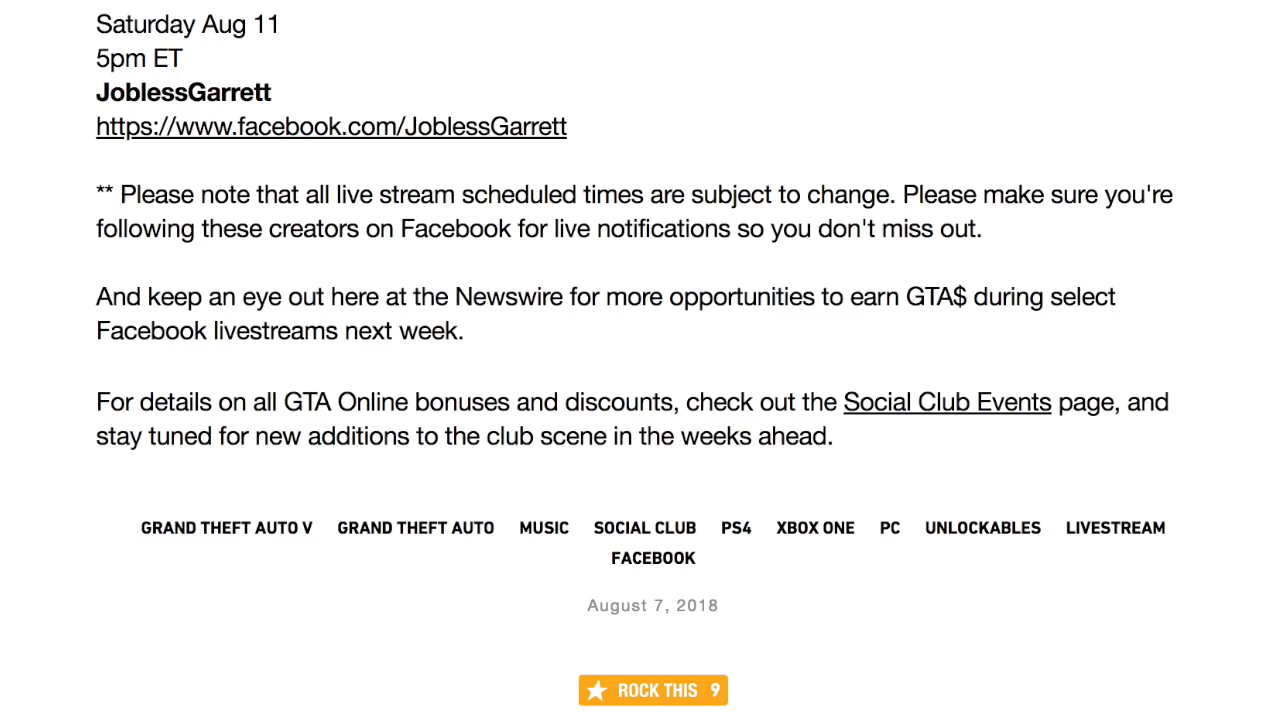 Saturday Aug 11
5pm ET
JoblessGarrett
https://www.facebook.com/JoblessGarrett
** Please note that all live stream scheduled times are subject to change. Please make sure you're
following these creators on Facebook for live notifications so you don't miss out.
And keep an eye out here at the Newswire for more opportunities to earn GTA$ during select
Facebook livestreams next week.
For details on all GTA Online bonuses and discounts, check out the Social Club Events page, and
stay tuned for new additions to the club scene in the weeks ahead.
GRAND THEFT AUTO V GRAND THEFT AUTO MUSIC SOCIAL CLUB PS4 XBOX ONE PC UNLOCKABLES LIVESTREAM
FACEBOOK
August 7, 2018
ROCK THIS 9